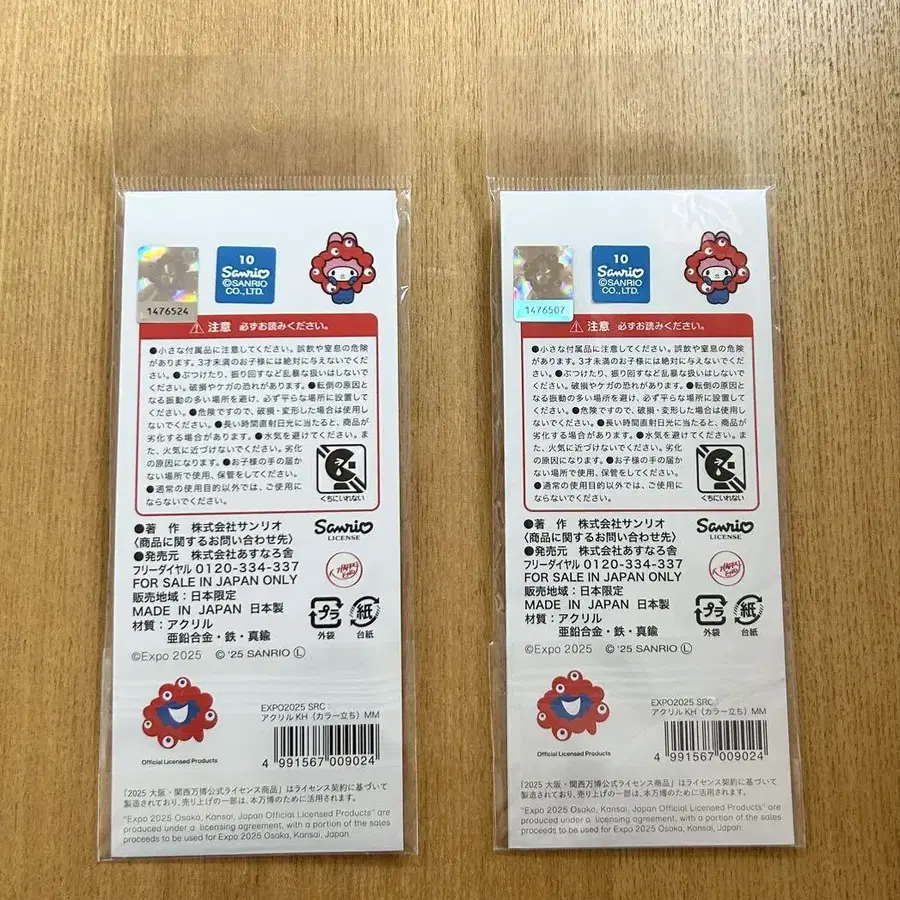 1476524
10
Sanrio
©SANRIO
CO.,LTD.
注意 必ずお読みください。
●小さな付属品に注意してください。誤飲や窒息の危険
があります。3才未満のお子様には絶対に与えないでくだ
さい。●ぶつけたり、振り回すなど乱暴な扱いはしないで
ください。破損やケガの恐れがあります。●転倒の原因と
なる振動の多い場所を避け、必ず平らな場所に設置して
ください。●危険ですので、破損・変形した場合は使用し
ないでください。●長い時間直射日光に当たると、商品が
劣化する場合があります。●水気を避けてください。ま
た、火気に近づけないでください。劣化
の原因になります。●お子様の手の届か
ない場所で使用、保管をしてください。
●通常の使用目的以外では、ご使用に
ならないでください。
くちにいれない
●著 作 株式会社サンリオ
〈商品に関するお問い合わせ先〉
●発売元 株式会社あすなろ舎
フリーダイヤル 0120-334-337
FOR SALE IN JAPAN ONLY
販売地域：日本限定
MADE IN JAPAN 日本製
材質：アクリル
亜鉛合金・鉄・真鍮
Sanrio
LICENSE
プラ
外袋
紙
台紙
©Expo 2025 © '25 SANRIO Ⓛ
EXPO2025 SRC：
アクリルKH（カラー立ち）MM
4 991567 009024
Official Licensed Products
「2025 大阪・関西万博公式ライセンス商品」はライセンス契約に基づいて
製造されており、売り上げの一部は、本万博のために活用されます。
"Expo 2025 Osaka, Kansai, Japan Official Licensed Products" are
produced under a licensing agreement, with a portion of the sales
proceeds to be used for Expo 2025 Osaka, Kansai, Japan.
1476507
10
Sanrio
©SANRIO
CO.,LTD.
注意 必ずお読みください。
●小さな付属品に注意してください。誤飲や窒息の危険
があります。3才未満のお子様には絶対に与えないでくだ
さい。●ぶつけたり、振り回すなど乱暴な扱いはしないで
ください。破損やケガの恐れがあります。●転倒の原因と
なる振動の多い場所を避け、必ず平らな場所に設置して
ください。●危険ですので、破損・変形した場合は使用し
ないでください。●長い時間直射日光に当たると、商品が
劣化する場合があります。●水気を避けてください。ま
た、火気に近づけないでください。劣化
の原因になります。●お子様の手の届か
ない場所で使用、保管をしてください。
●通常の使用目的以外では、ご使用に
ならないでください。
くちにいれない
●著 作 株式会社サンリオ
〈商品に関するお問い合わせ先〉
●発売元 株式会社あすなろ舎
フリーダイヤル 0120-334-337
FOR SALE IN JAPAN ONLY
販売地域：日本限定
MADE IN JAPAN 日本製
材質：アクリル
亜鉛合金・鉄・真鍮
Sanrio
LICENSE
プラ
外袋
紙
台紙
©Expo 2025 © '25 SANRIO Ⓛ
EXPO2025 SRC：
アクリルKH（カラー立ち）MM
4 991567 009024
Official Licensed Products
「2025 大阪・関西万博公式ライセンス商品」はライセンス契約に基づいて
製造されており、売り上げの一部は、本万博のために活用されます。
"Expo 2025 Osaka, Kansai, Japan Official Licensed Products" are
produced under a licensing agreement, with a portion of the sales
proceeds to be used for Expo 2025 Osaka, Kansai, Japan.